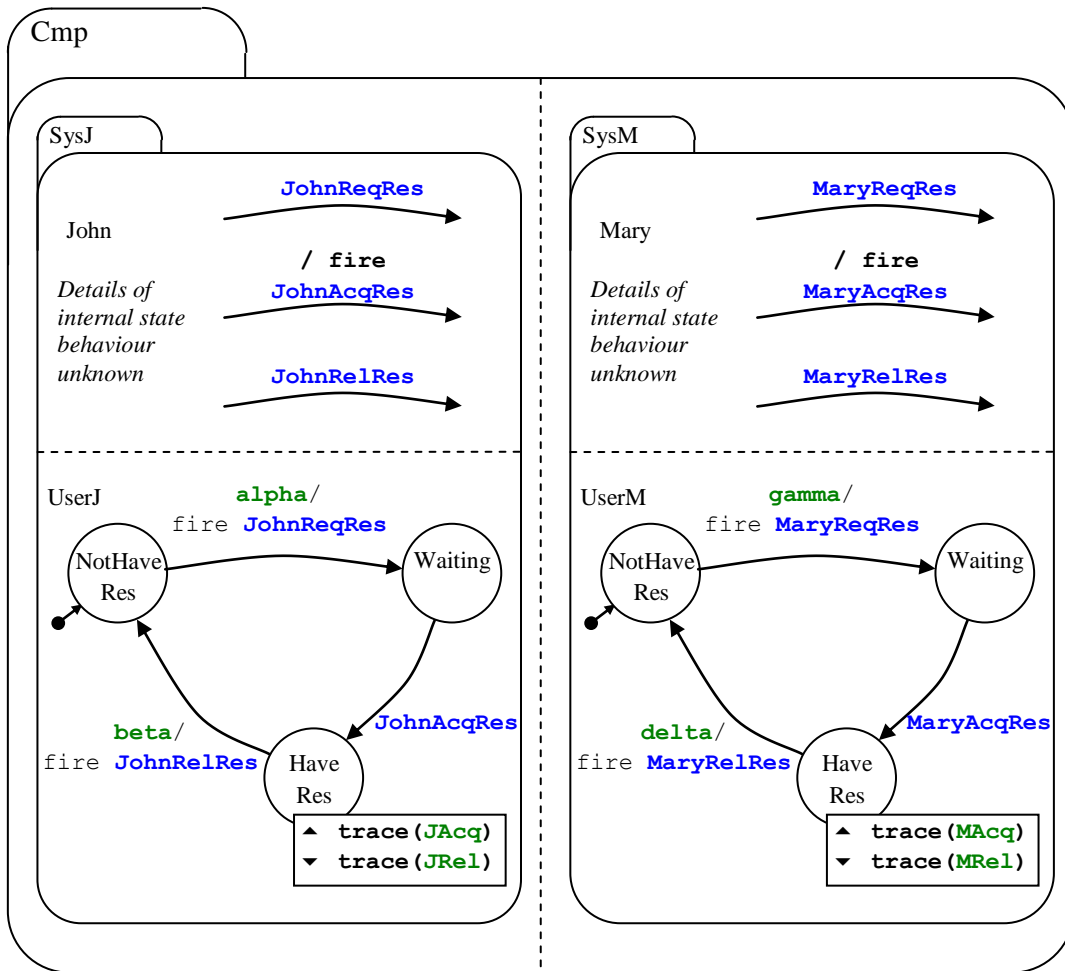 Cmp
SysJ
JohnReqRes
John
/ fire
JohnAcqRes
Details of
internal state
behaviour
unknown
JohnRelRes
UserJ
alpha/
fire JohnReqRes
NotHave
Res
Waiting
JohnAcqRes
beta/
fire JohnRelRes
Have
Res
trace(JAcq)
trace(JRel)
SysM
MaryReqRes
Mary
/ fire
MaryAcqRes
Details of
internal state
behaviour
unknown
MaryRelRes
UserM
gamma/
fire MaryReqRes
NotHave
Res
Waiting
MaryAcqRes
delta/
fire MaryRelRes
Have
Res
trace(MAcq)
trace(MRel)